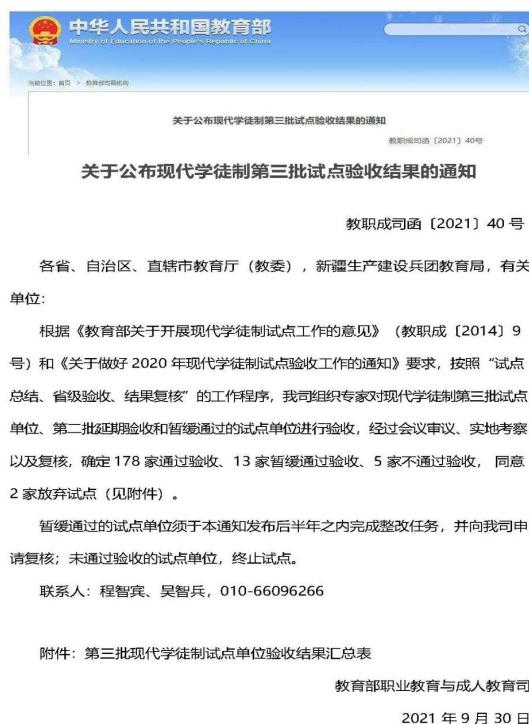 中华人民共和国教育部
Ministry of Education of the People's Republic of China
当前位置：首页 > 教育部司局机构
关于公布现代学徒制第三批试点验收结果的通知
教职成司函〔2021〕40号
关于公布现代学徒制第三批试点验收结果的通知
教职成司函〔2021〕40 号
各省、自治区、直辖市教育厅（教委），新疆生产建设兵团教育局，有关
单位：
根据《教育部关于开展现代学徒制试点工作的意见》（教职成〔2014〕9
号）和《关于做好 2020 年现代学徒制试点验收工作的通知》要求，按照“试点
总结、省级验收、结果复核”的工作程序，我司组织专家对现代学徒制第三批试点
单位、第二批延期验收和暂缓通过的试点单位进行验收，经过会议审议、实地考察
以及复核，确定 178 家通过验收、13 家暂缓通过验收、5 家不通过验收， 同意
2 家放弃试点（见附件）。
暂缓通过的试点单位须于本通知发布后半年之内完成整改任务，并向我司申
请复核；未通过验收的试点单位，终止试点。
联系人：程智宾、吴智兵，010-66096266
附件：第三批现代学徒制试点单位验收结果汇总表
教育部职业教育与成人教育司
2021 年 9 月 30 日